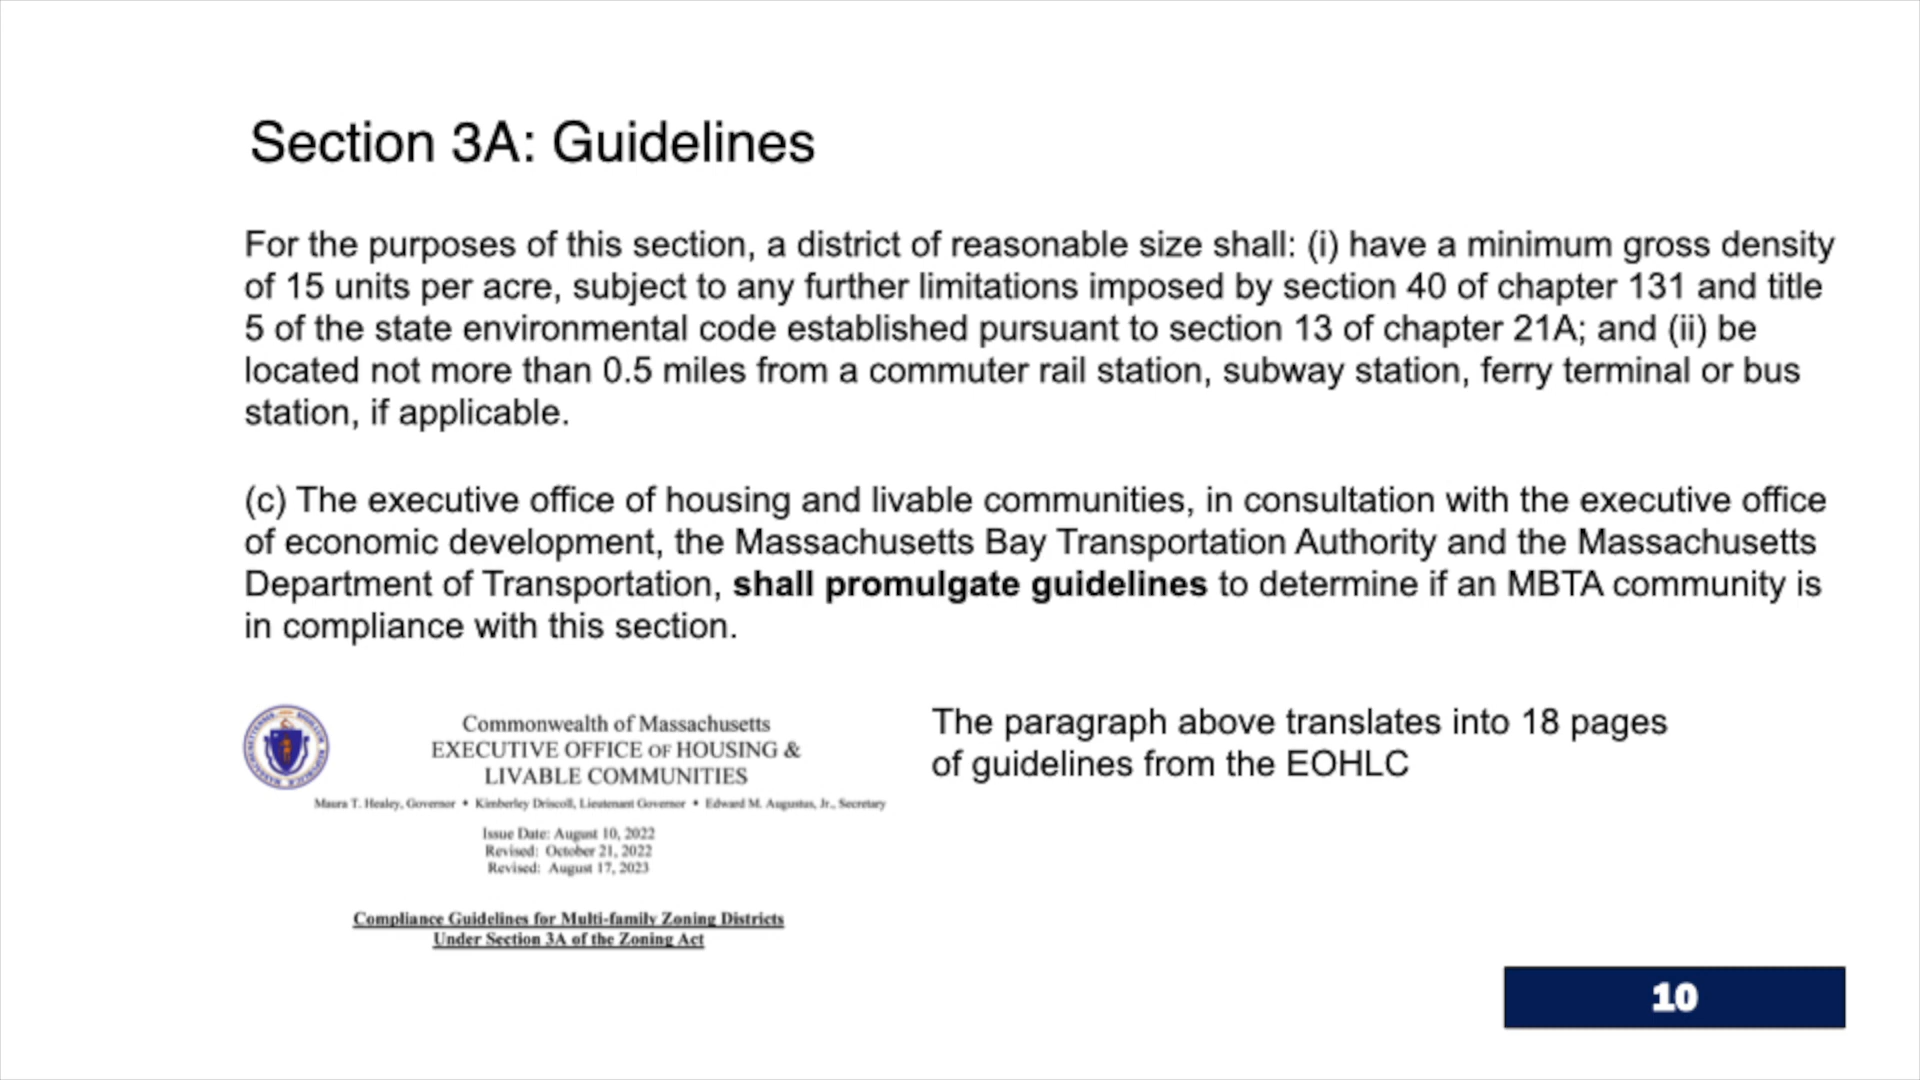 Section 3A: Guidelines
For the purposes of this section, a district of reasonable size shall: (i) have a minimum gross density
of 15 units per acre, subject to any further limitations imposed by section 40 of chapter 131 and title
5 of the state environmental code established pursuant to section 13 of chapter 21A; and (ii) be
located not more than 0.5 miles from a commuter rail station, subway station, ferry terminal or bus
station, if applicable.
(c) The executive office of housing and livable communities, in consultation with the executive office
of economic development, the Massachusetts Bay Transportation Authority and the Massachusetts
Department of Transportation, shall promulgate guidelines to determine if an MBTA community is
in compliance with this section.
Commonwealth of Massachusetts
EXECUTIVE OFFICE OF HOUSING &
LIVABLE COMMUNITIES
Maura T. Healey, Governor • Kimberley Driscoll, Lieutenant Governor • Edward M. Augustus, Jr., Secretary
Issue Date: August 10, 2022
Revised: October 21, 2022
Revised: August 17, 2023
Compliance Guidelines for Multi-family Zoning Districts
Under Section 3A of the Zoning Act
The paragraph above translates into 18 pages
of guidelines from the EOHLC
10